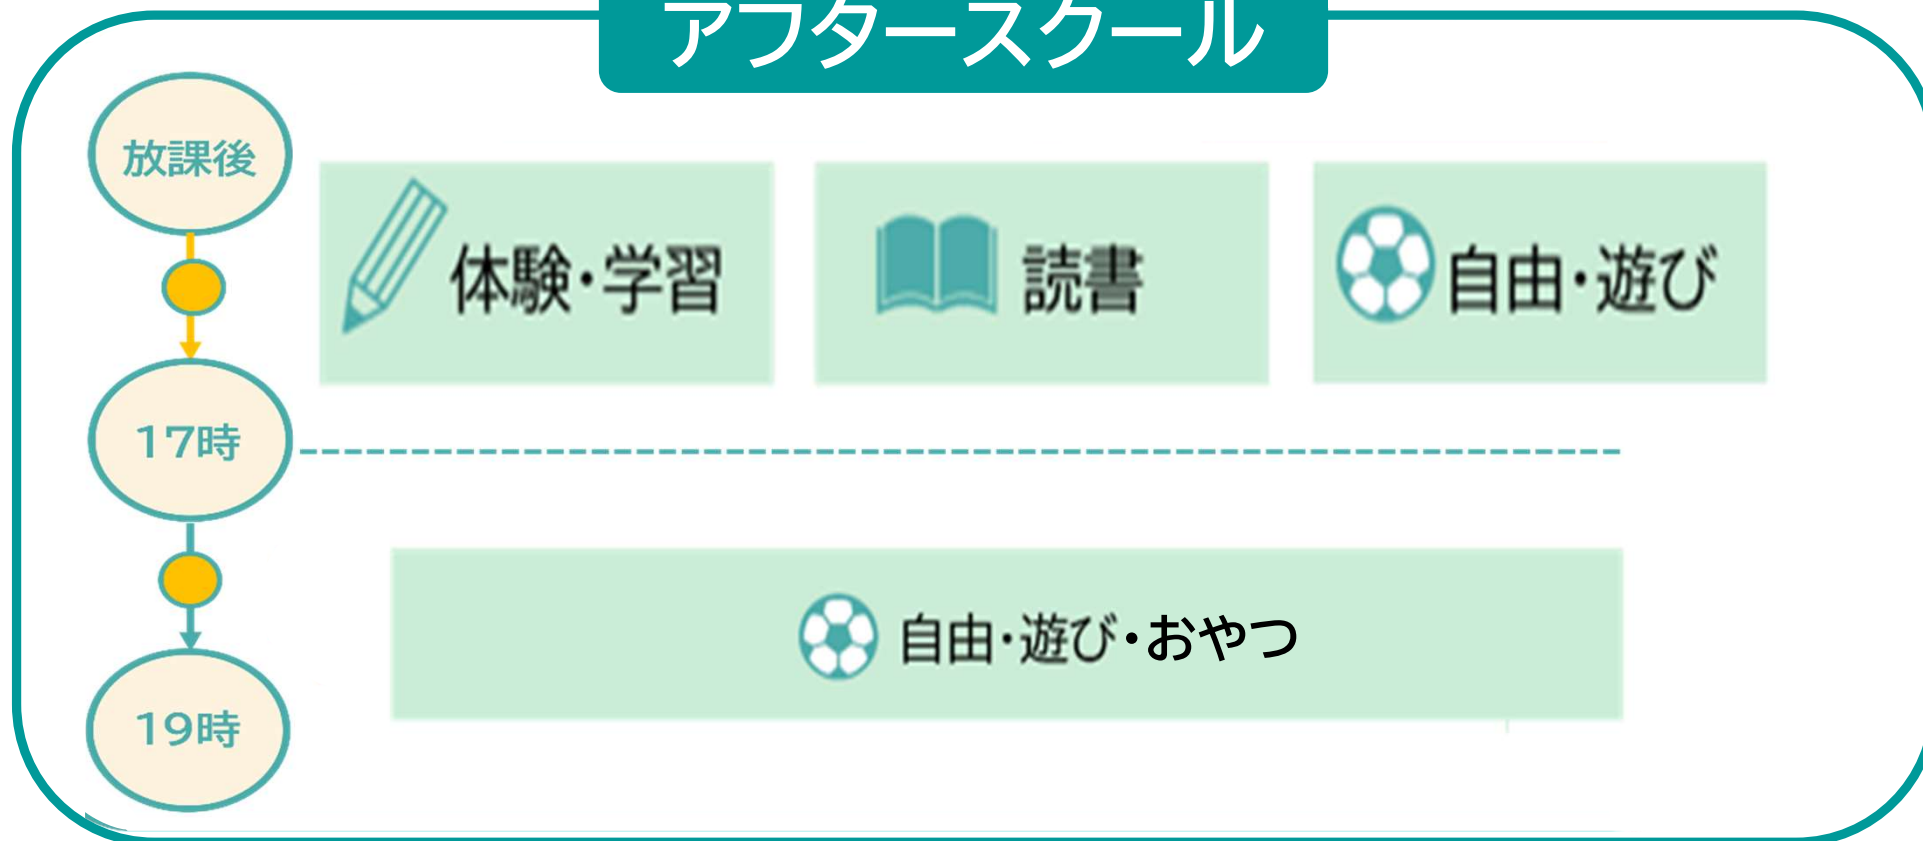 アフタースクール
放課後
体験・学習
読書
自由・遊び
17時
自由・遊び・おやつ
19時